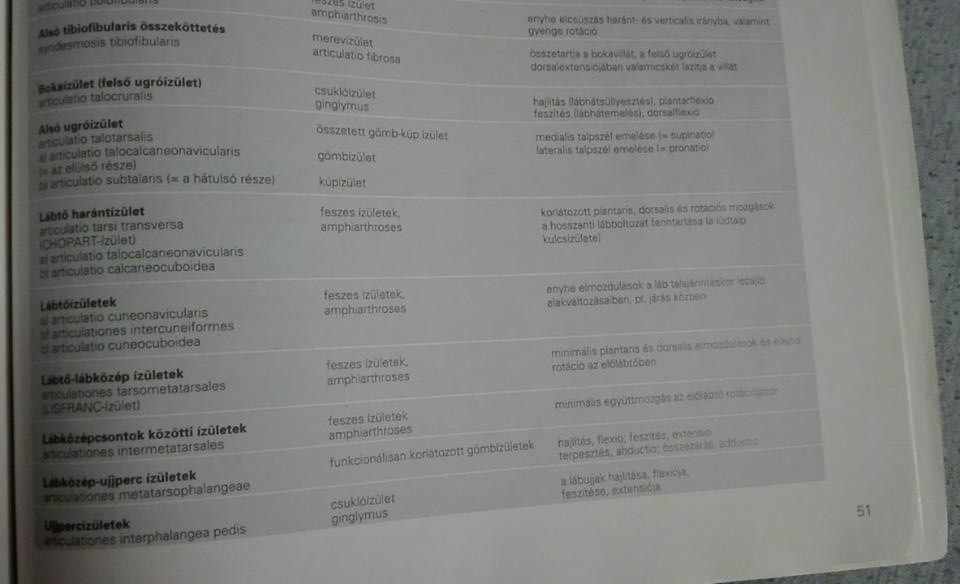 articulatio tibiofibularis
feszes ízület
amphiarthrosis
enyhe elcsúszás haránt- és verticalis irányba, valamint
gyenge rotáció
Alsó tibiofibularis összeköttetés
syndesmosis tibiofibularis
merevízület
articulatio fibrosa
összetartja a bokavillát, a felső ugróízület
dorsalextensiójában valamicskét lazítja a villát
Bokaízület (felső ugróízület)
articulatio talocruralis
csuklóízület
ginglymus
hajlítás (lábhátsüllyesztés), plantarflexio
feszítés (lábhátemelés), dorsalflexio
Alsó ugróízület
articulatio talotarsalis
a) articulatio talocalcaneonavicularis
(= az elülső része)
b) articulatio subtalaris (= a hátulsó része)
összetett gömb-kúp ízület
gömbízület
kúpízület
medialis talpszél emelése (= supinatio)
lateralis talpszél emelése (= pronatio)
Lábtő harántízület
articulatio tarsi transversa
(CHOPART-ízület)
a) articulatio talocalcaneonavicularis
b) articulatio calcaneocuboidea
feszes ízületek,
amphiarthroses
korlátozott plantaris, dorsalis és rotációs mozgások
a hosszanti lábboltozat fenntartása (a lúdtalp
kulcsízülete)
Lábtőízületek
a) articulatio cuneonavicularis
b) articulationes intercuneiformes
c) articulatio cuneocuboidea
feszes ízületek,
amphiarthroses
enyhe elmozdulások a láb talajérintéskor lezajló
alakváltozásaiban, pl. járás közben
Lábtő-lábközép ízületek
articulationes tarsometatarsales
(LISFRANC-ízület)
feszes ízületek,
amphiarthroses
minimális plantaris és dorsalis elmozdulások és enyhe
rotáció az előlábtőben
Lábközépcsontok közötti ízületek
articulationes intermetatarsales
feszes ízületek
amphiarthroses
minimális együttmozgás az előlábtő rotációjakor
Lábközép-ujjperc ízületek
articulationes metatarsophalangeae
funkcionálisan korlátozott gömbízületek
hajlítás, flexio; feszítés, extensio
terpesztés, abductio; összezárás, adductio
Ujjpercízületek
articulationes interphalangea pedis
csuklóízület
ginglymus
a lábujjak hajlítása, flexiója,
feszítése, extensiója
51